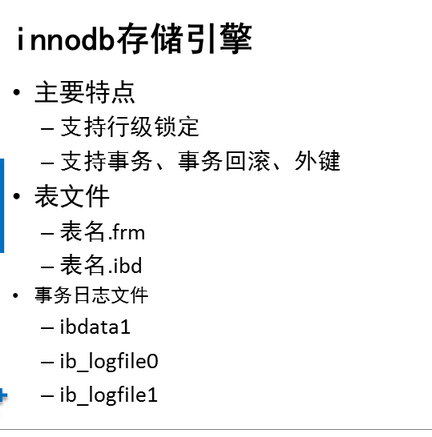 innodb存储引擎
• 主要特点
– 支持行级锁定
– 支持事务、事务回滚、外键
• 表文件
– 表名.frm
– 表名.ibd
• 事务日志文件
– ibdata1
– ib_logfile0
– ib_logfile1